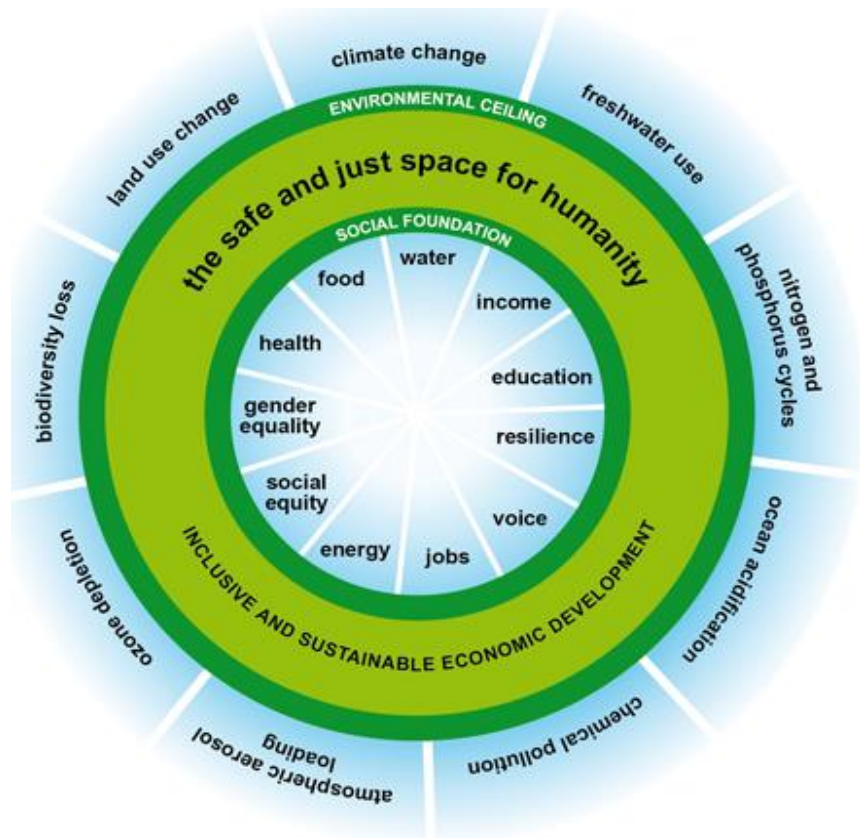 climate change
freshwater use
nitrogen and
phosphorus cycles
ocean acidification
chemical pollution
atmospheric aerosol
loading
ozone depletion
biodiversity loss
land use change
ENVIRONMENTAL CEILING
the safe and just space for humanity
SOCIAL FOUNDATION
water
income
education
resilience
voice
jobs
energy
social
equity
gender
equality
health
food
INCLUSIVE AND SUSTAINABLE ECONOMIC DEVELOPMENT